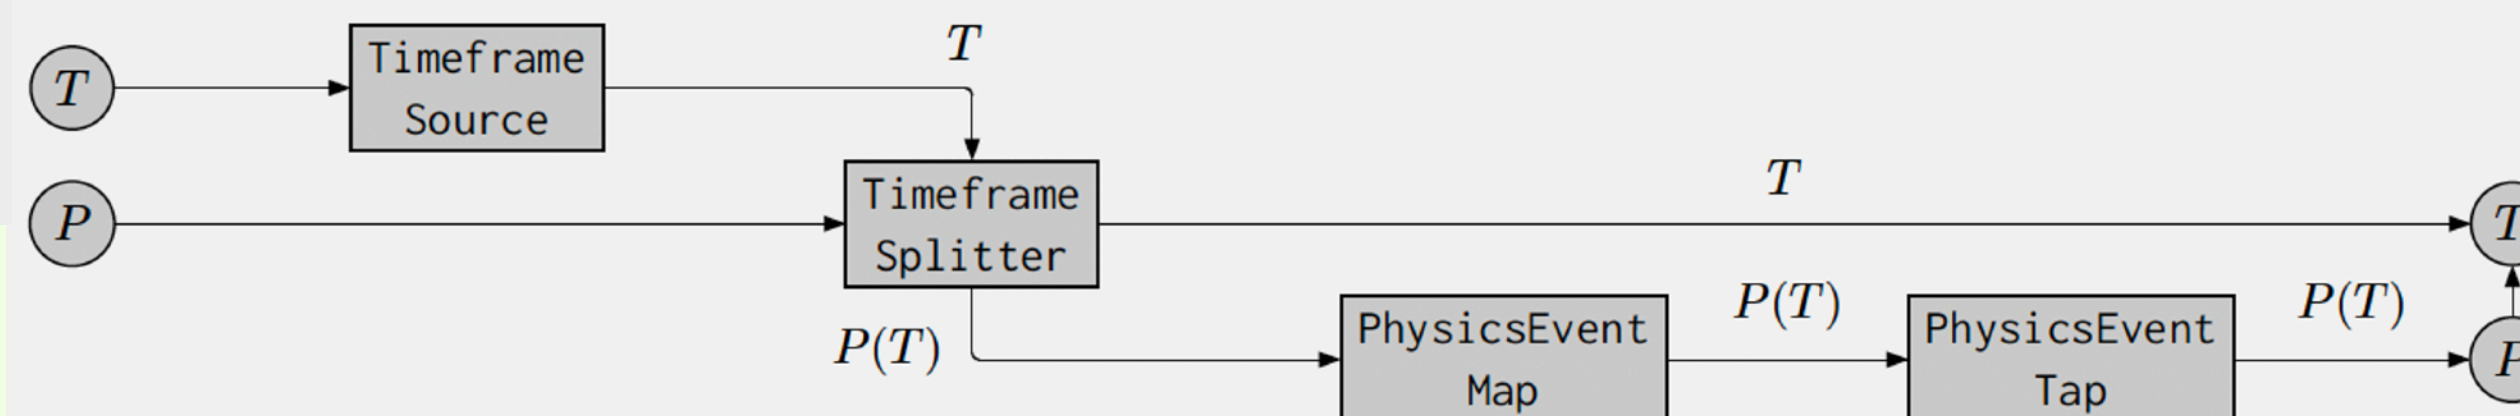 T
Timeframe
Source
T
P
Timeframe
Splitter
T
T
P(T)
PhysicsEvent
Map
P(T)
PhysicsEvent
Tap
P(T)
P